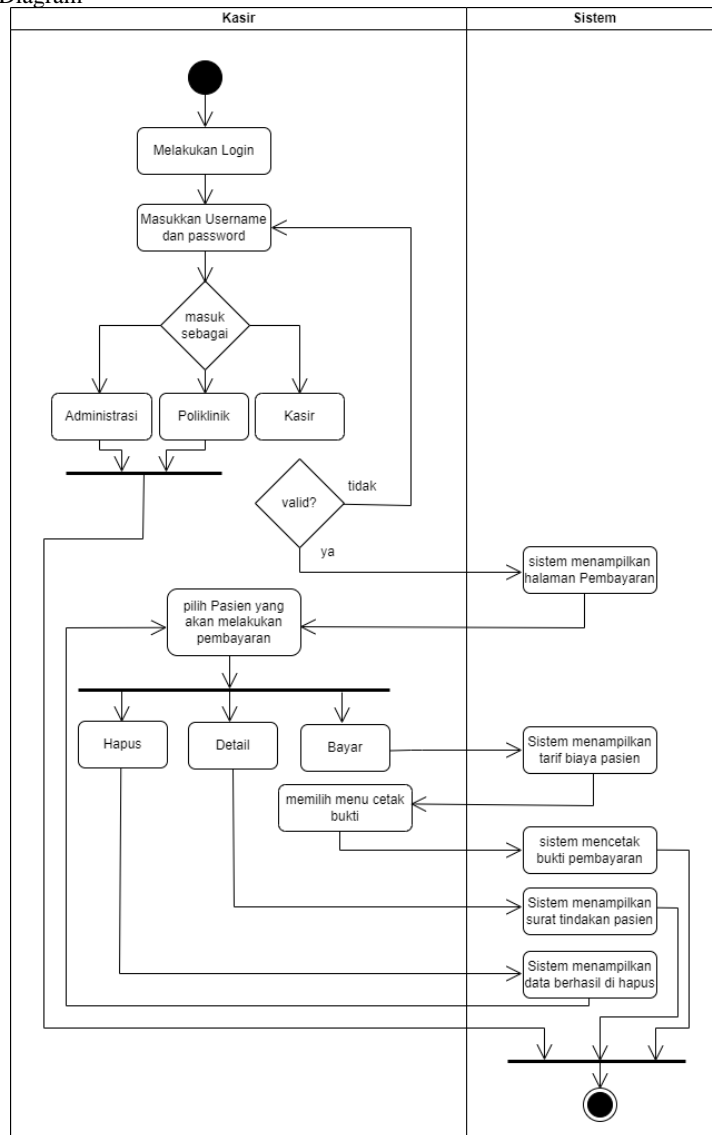 Diagram
Kasir
Sistem
Melakukan Login
Masukkan Username
dan password
masuk
sebagai
Administrasi
Poliklinik
Kasir
valid?
tidak
ya
sistem menampilkan
halaman Pembayaran
pilih Pasien yang
akan melakukan
pembayaran
Hapus
Detail
Bayar
Sistem menampilkan
tarif biaya pasien
memilih menu cetak
bukti
sistem mencetak
bukti pembayaran
Sistem menampilkan
surat tindakan pasien
Sistem menampilkan
data berhasil di hapus